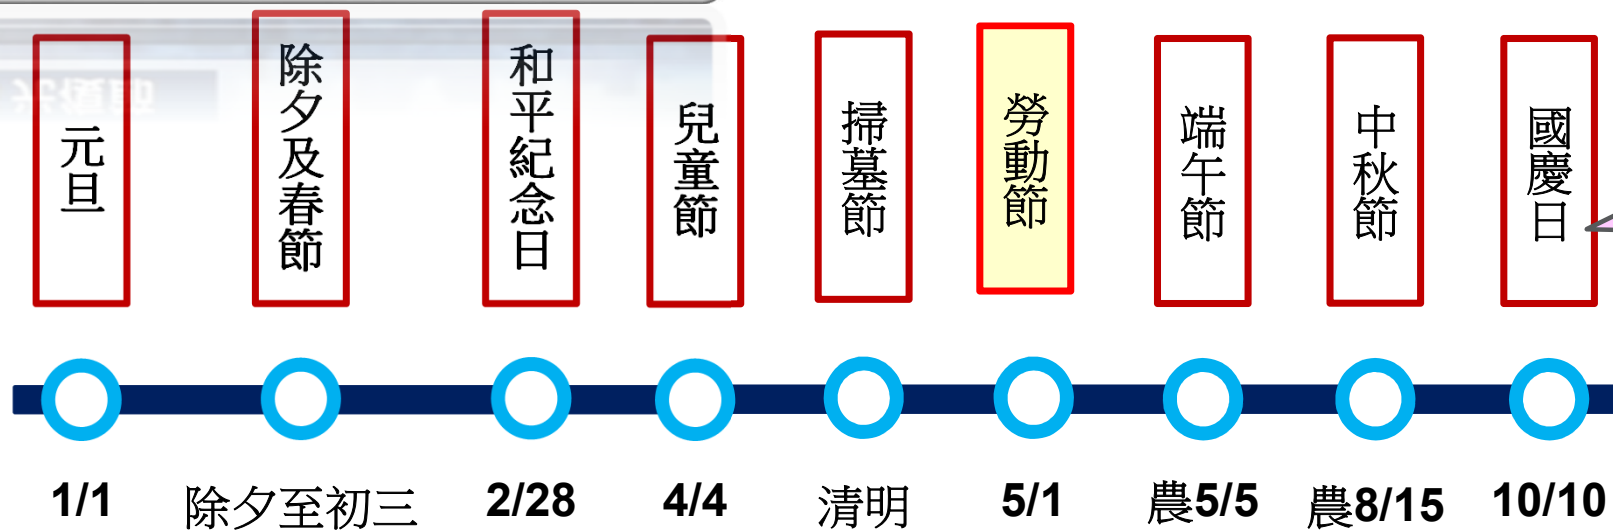 元旦
除夕及春節
和平紀念日
兒童節
掃墓節
勞動節
端午節
中秋節
國慶日
1/1
除夕至初三
2/28
4/4
清明
5/1
農5/5
農8/15
10/10